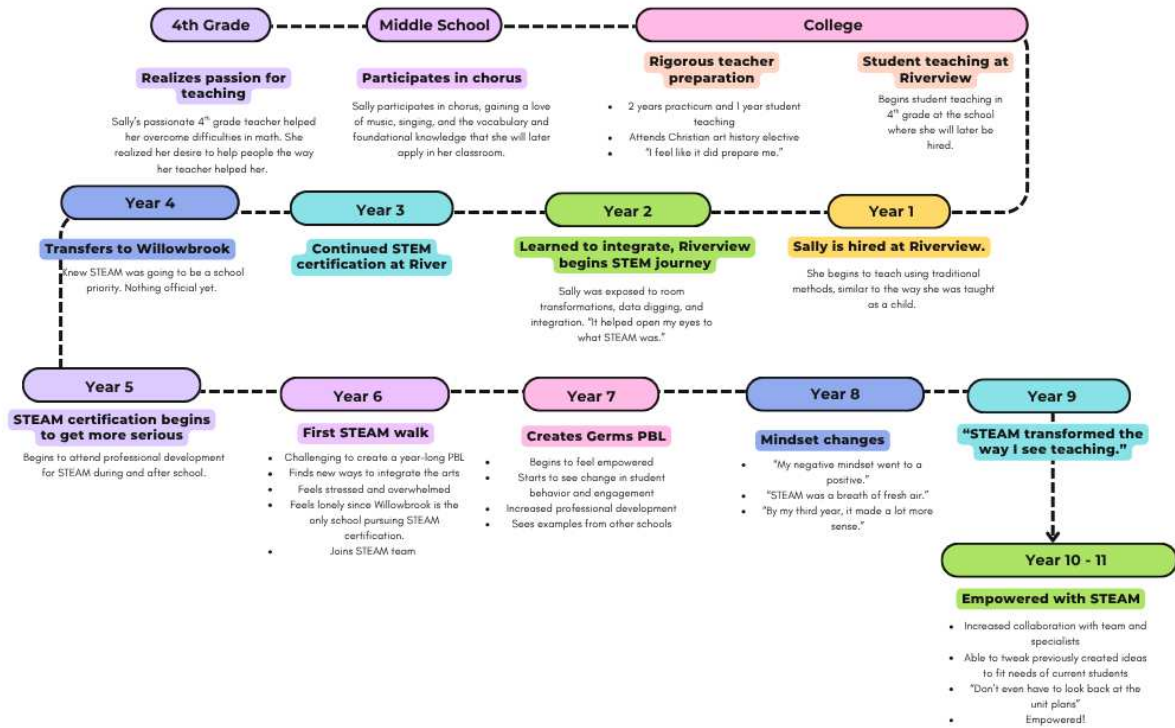 4th Grade
Middle School
College
Realizes passion for
teaching
Sally's passionate 4th grade teacher helped
her overcome difficulties in math. She
realized her desire to help people the way
her teacher helped her.
Participates in chorus
Sally participates in chorus, gaining a love
of music, singing, and the vocabulary and
foundational knowledge that she will later
apply in her classroom.
Rigorous teacher
preparation
• 2 years practicum and 1 year student
teaching
• Attends Christian art history elective
• "I feel like it did prepare me."
Student teaching at
Riverview
Begins student teaching in
4th grade at the school
where she will later be
hired.
Year 4
Year 3
Year 2
Year 1
Transfers to Willowbrook
Knew STEAM was going to be a school
priority. Nothing official yet.
Continued STEM
certification at River
Learned to integrate, Riverview
begins STEM journey
Sally was exposed to room
transformations, data digging, and
integration. "It helped open my eyes to
what STEAM was."
Sally is hired at Riverview.
She begins to teach using traditional
methods, similar to the way she was taught
as a child.
Year 5
Year 6
Year 7
Year 8
Year 9
STEAM certification begins
to get more serious
Begins to attend professional development
for STEAM during and after school.
First STEAM walk
• Challenging to create a year-long PBL
• Finds new ways to integrate the arts
• Feels stressed and overwhelmed
• Feels lonely since Willowbrook is the
only school pursuing STEAM
certification.
• Joins STEAM team
Creates Germs PBL
• Begins to feel empowered
• Starts to see change in student
behavior and engagement
• Increased professional development
• Sees examples from other schools
Mindset changes
• "My negative mindset went to a
positive."
• "STEAM was a breath of fresh air."
• "By my third year, it made a lot more
sense."
"STEAM transformed the
way I see teaching."
Year 10 - 11
Empowered with STEAM
• Increased collaboration with team and
specialists
• Able to tweak previously created ideas
to fit needs of current students
• "Don't even have to look back at the
unit plans"
• Empowered!